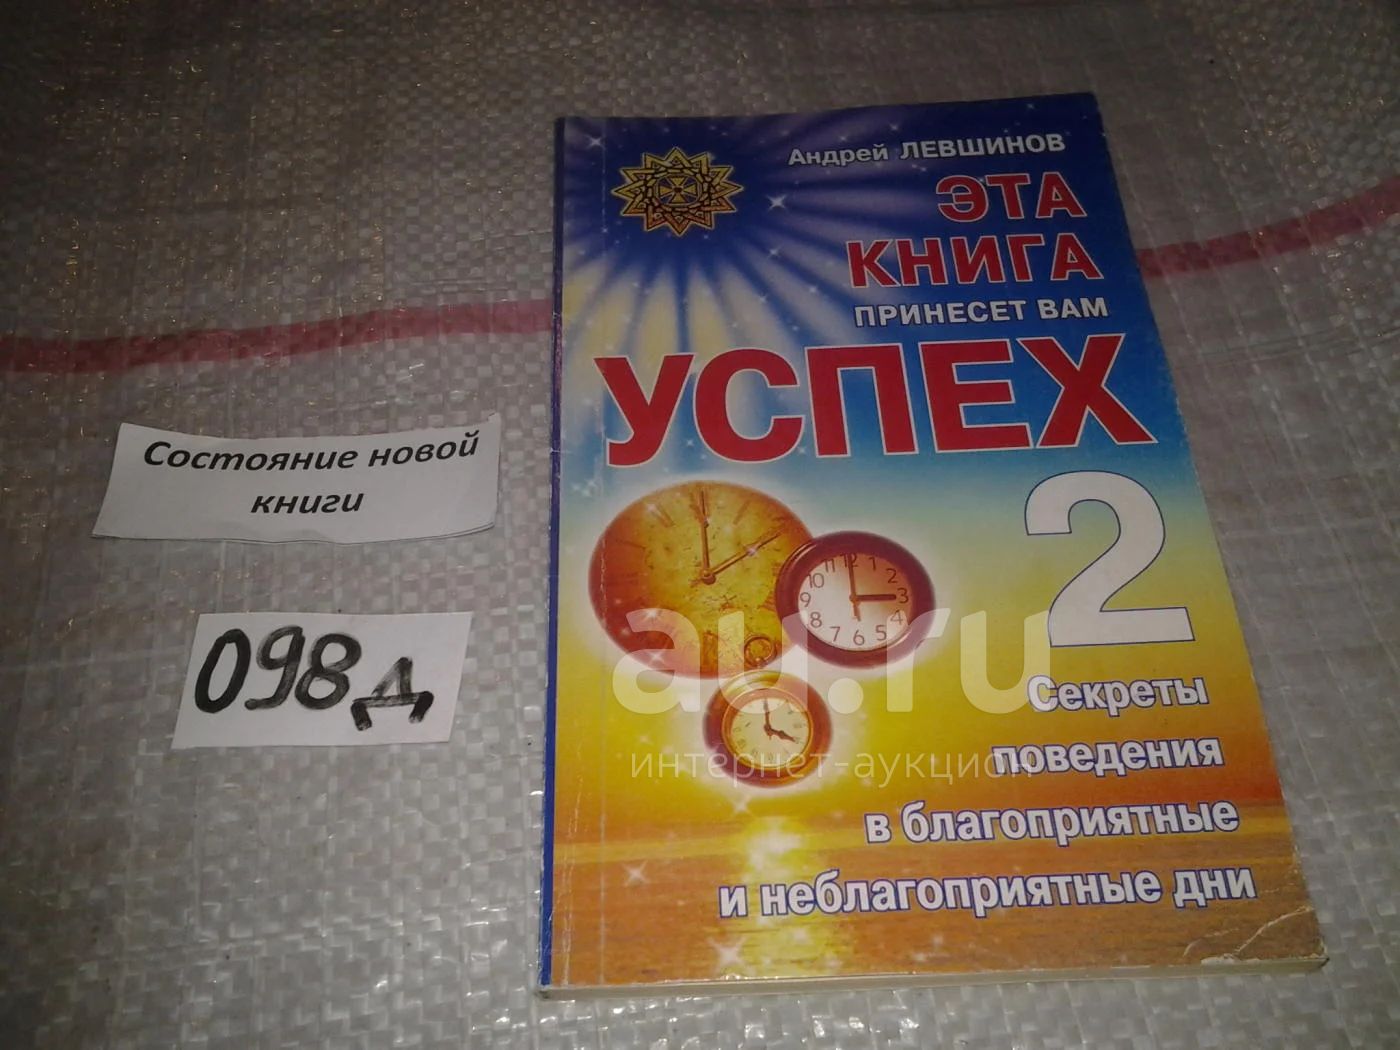 Андрей ЛЕВШИНОВ
ЭТА
КНИГА
ПРИНЕСЕТ ВАМ
УСПЕХ
2
Секреты
поведения
в благоприятные
и неблагоприятные дни
Состояние новой
книги
098д
au.ru
интернет-аукцион